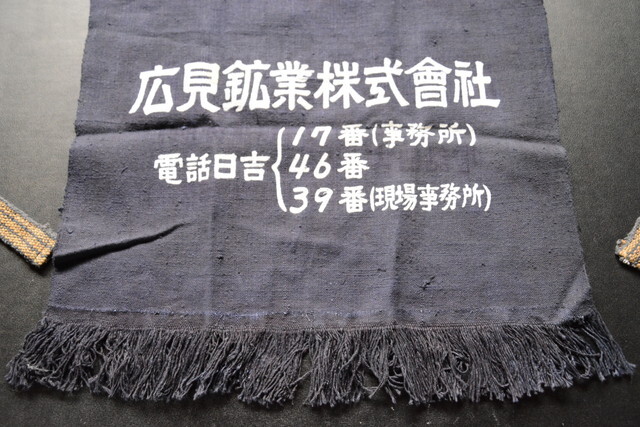 広見鉱業株式會社
電話日吉
17番(事務所)
46番
39番(現場事務所)